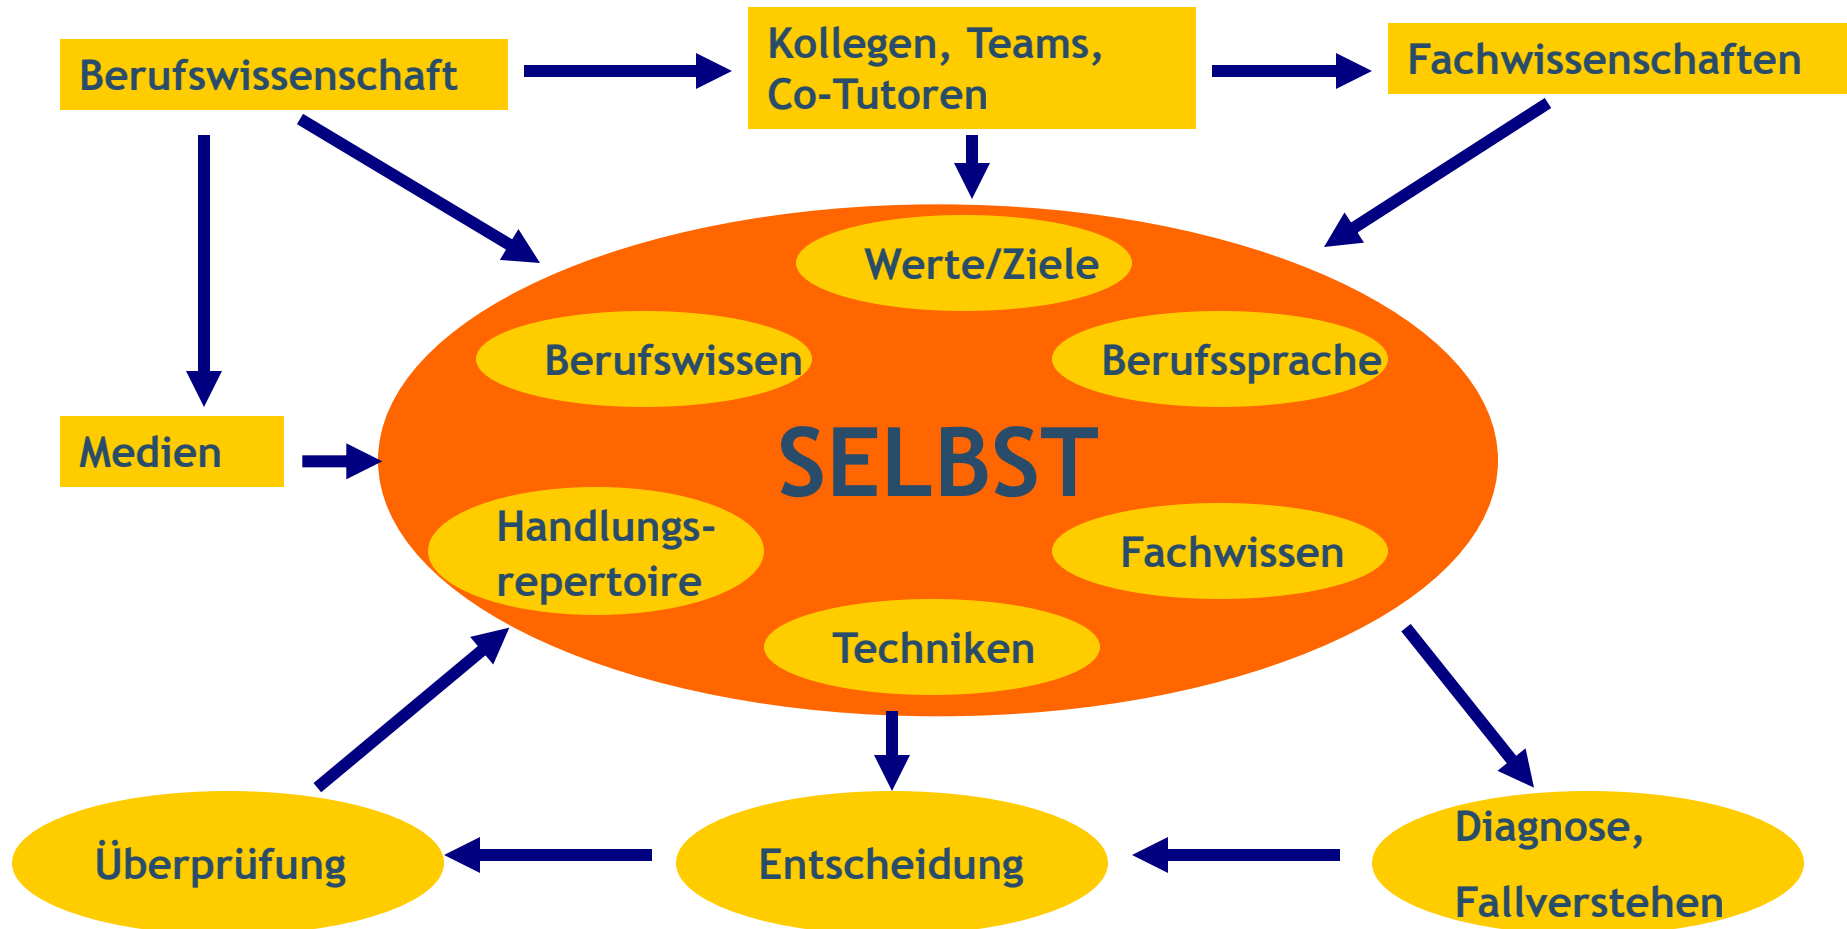 Berufswissenschaft
Kollegen, Teams,
Co-Tutoren
Fachwissenschaften
Werte/Ziele
Berufswissen
Berufssprache
SELBST
Medien
Handlungs-
repertoire
Fachwissen
Techniken
Überprüfung
Entscheidung
Diagnose,
Fallverstehen